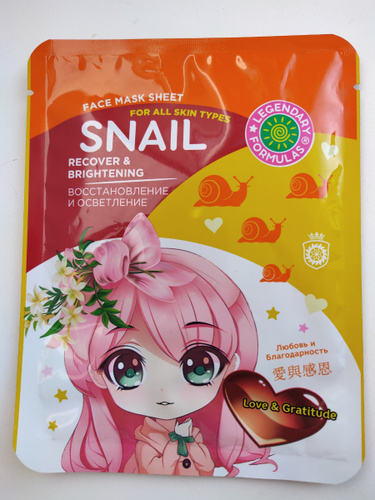 FACE MASK SHEET
FOR ALL SKIN TYPES
SNAIL
RECOVER &
BRIGHTENING
ВОССТАНОВЛЕНИЕ
И ОСВЕТЛЕНИЕ
LEGENDARY
FORMULAS ®
Любовь и
Благодарность
愛與感恩
Love & Gratitude